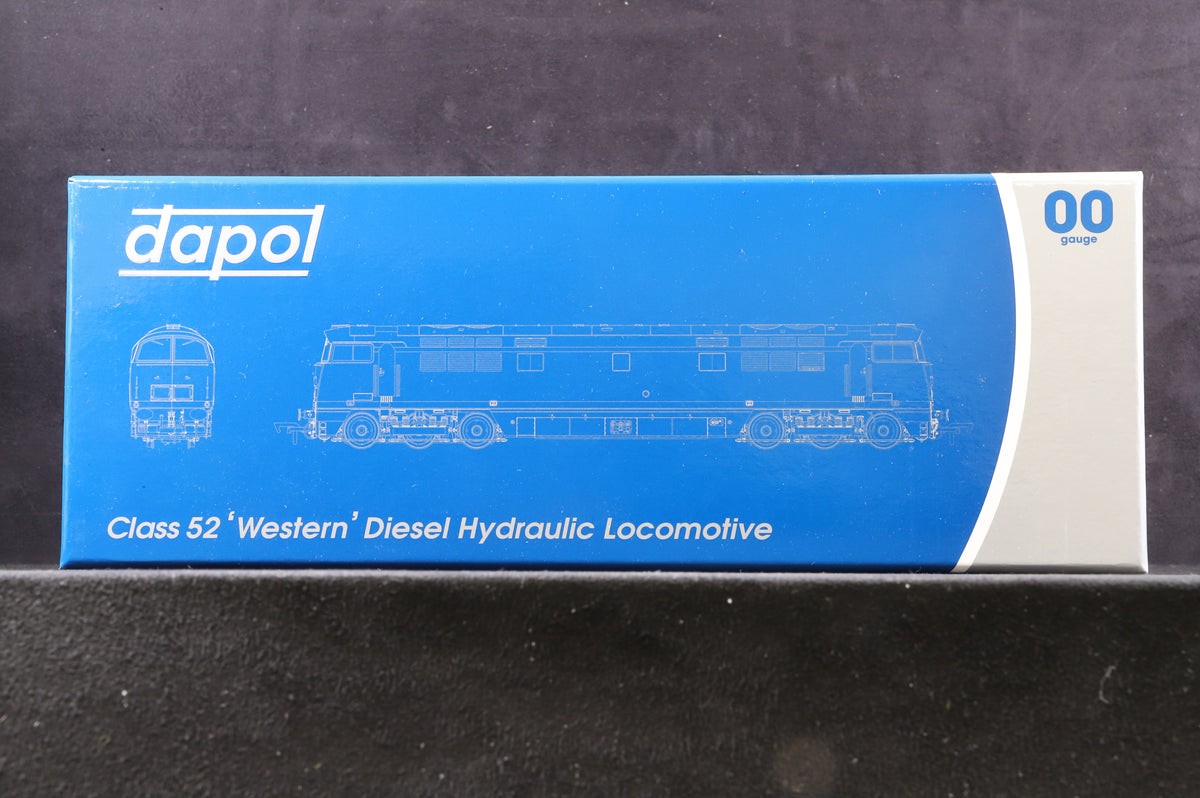 dapol
00
gauge
Class 52 ‘Western’ Diesel Hydraulic Locomotive